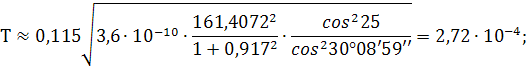 T ≈ 0,115√(3,6 · 10⁻¹⁰ · 161,4072²/(1 + 0,917²) · cos²25/cos²30°08′59′′) = 2,72 · 10⁻⁴;